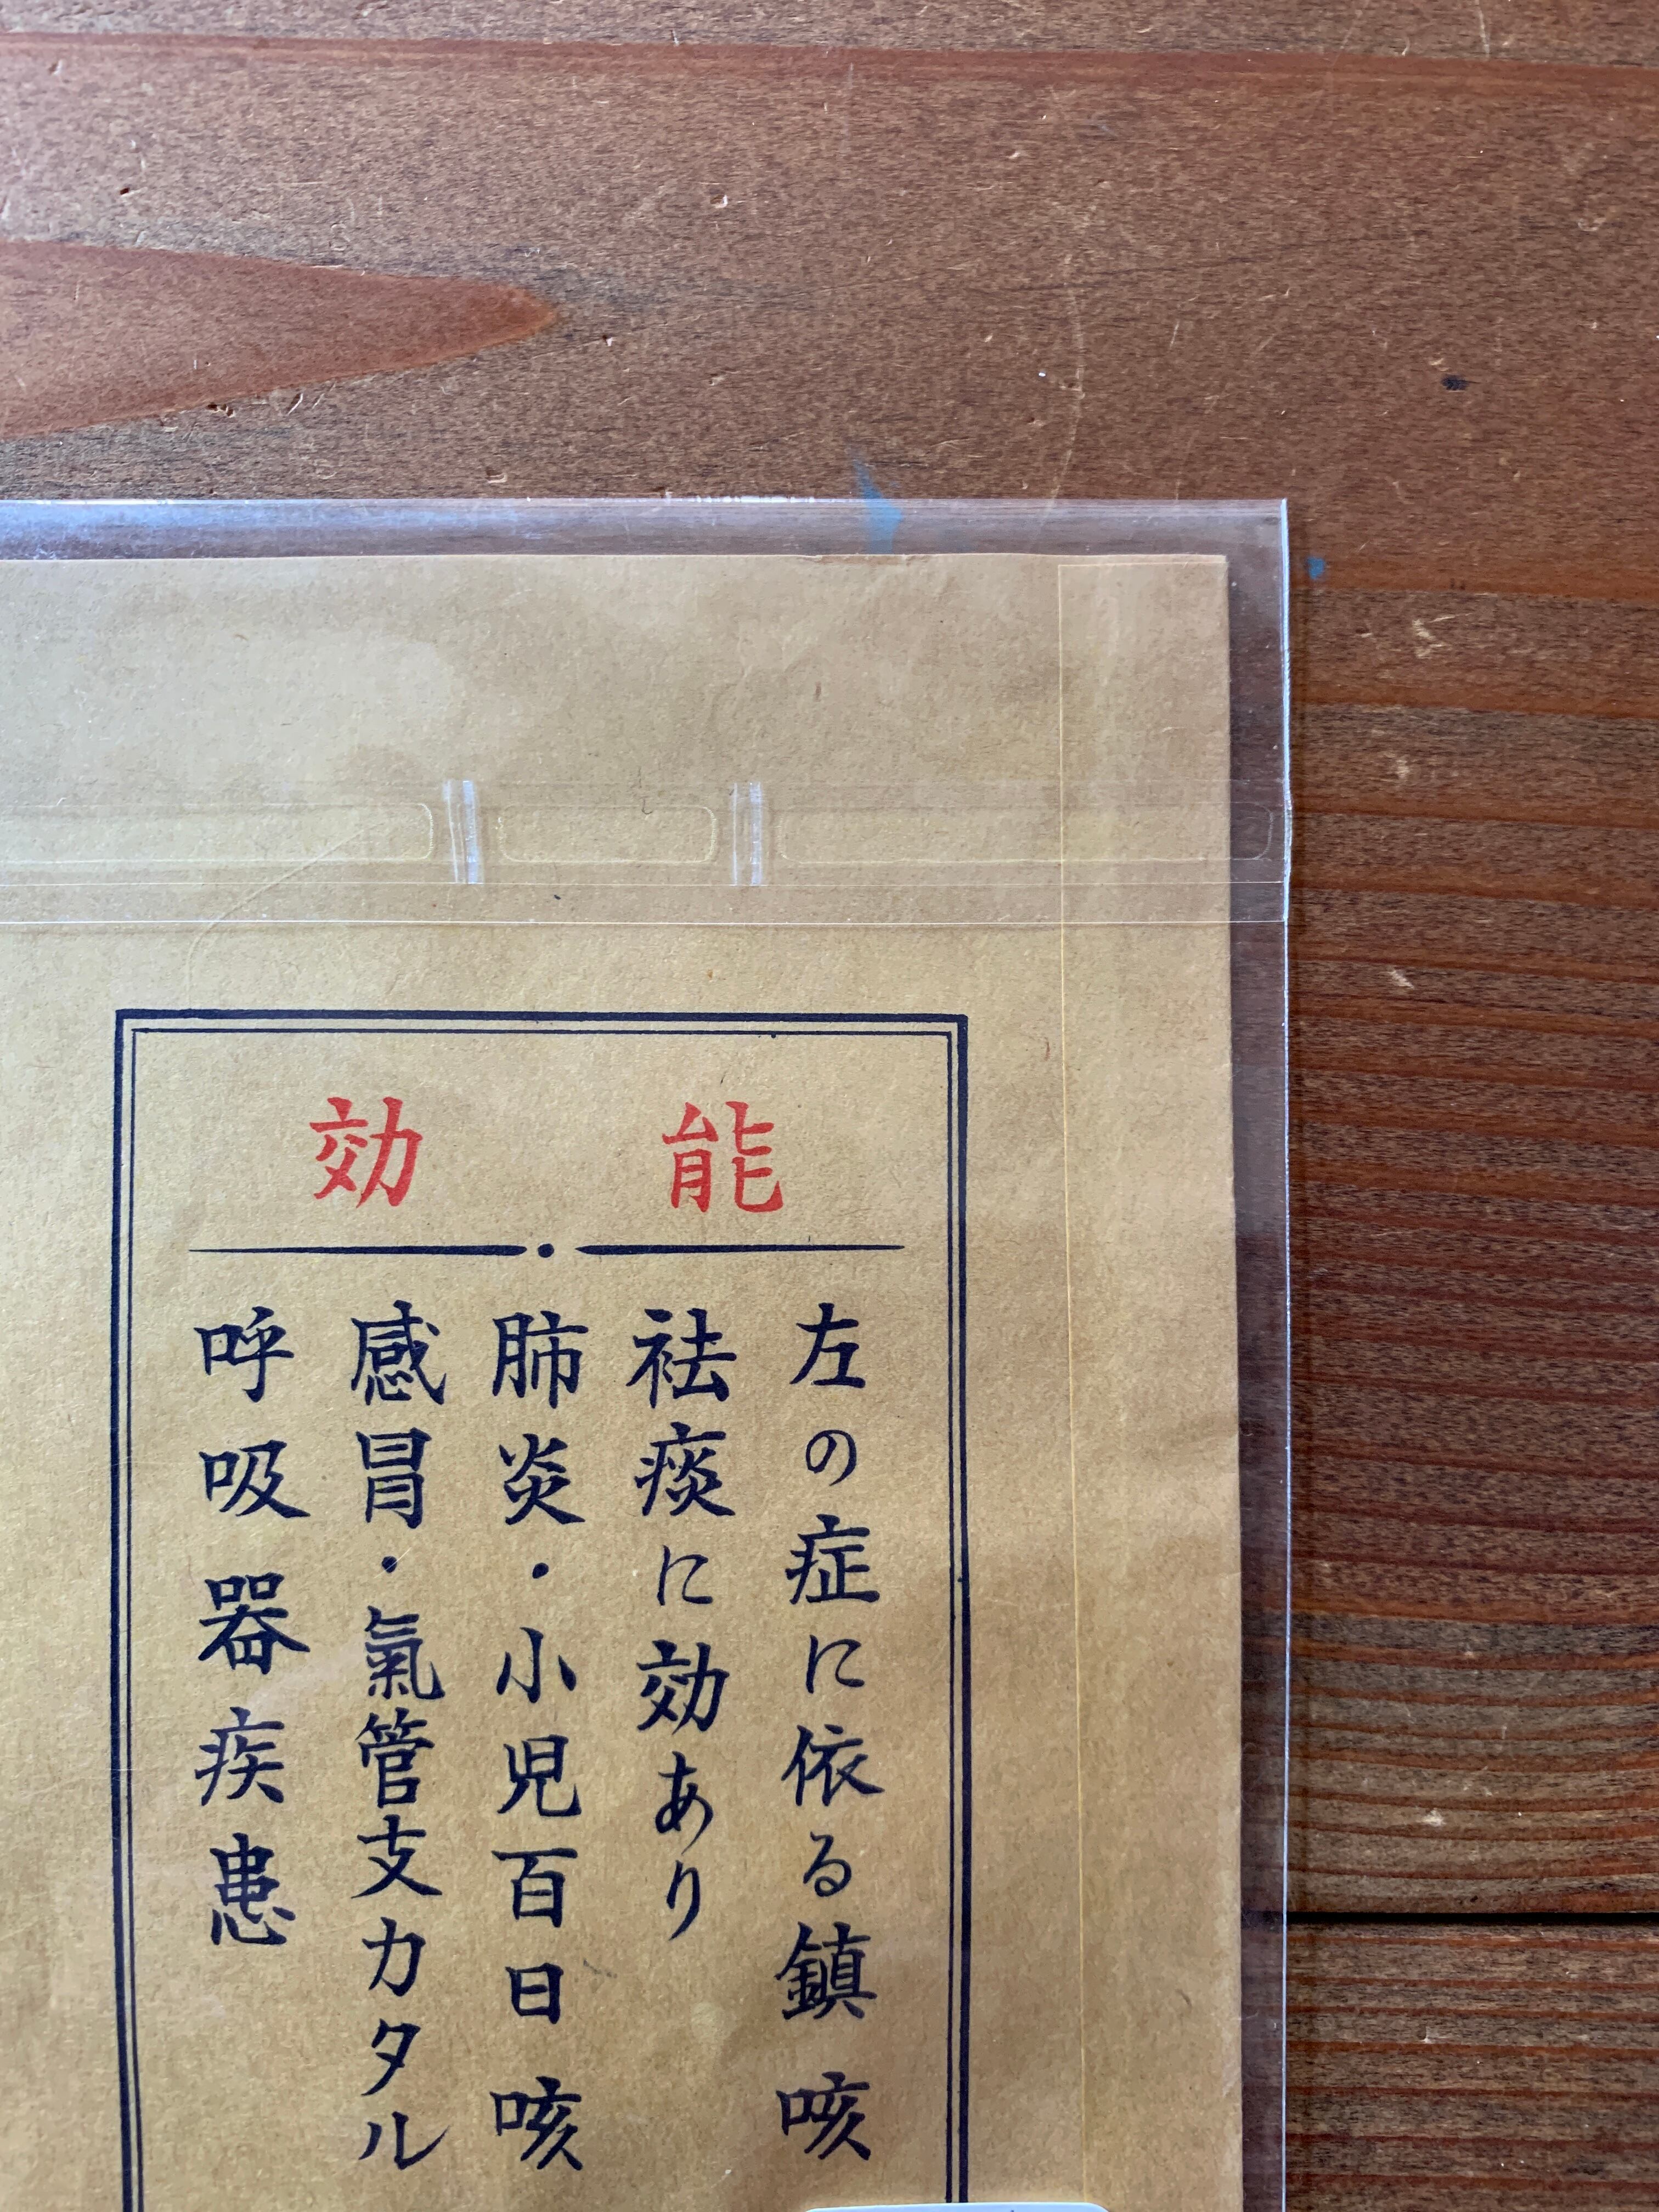 効能
左の症に依る鎮咳
袪痰に効あり
肺炎・小児百日咳
感冒・氣管支カタル
呼吸器疾患